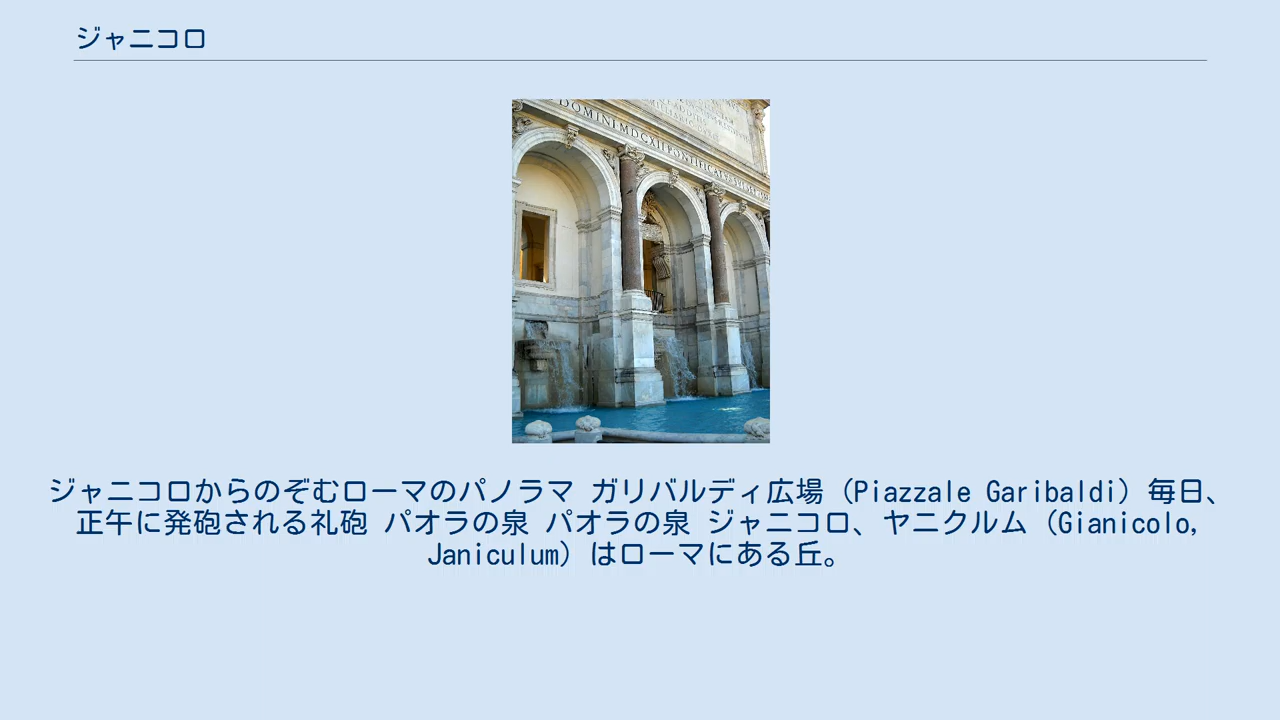 ジャニコロ
DOMINI MDCXII PONTIFICATVS SVI
ジャニコロからのぞむローマのパノラマ ガリバルディ広場（Piazzale Garibaldi）毎日、
正午に発砲される礼砲 パオラの泉 パオラの泉 ジャニコロ、ヤニクルム（Gianicolo,
Janiculum）はローマにある丘。